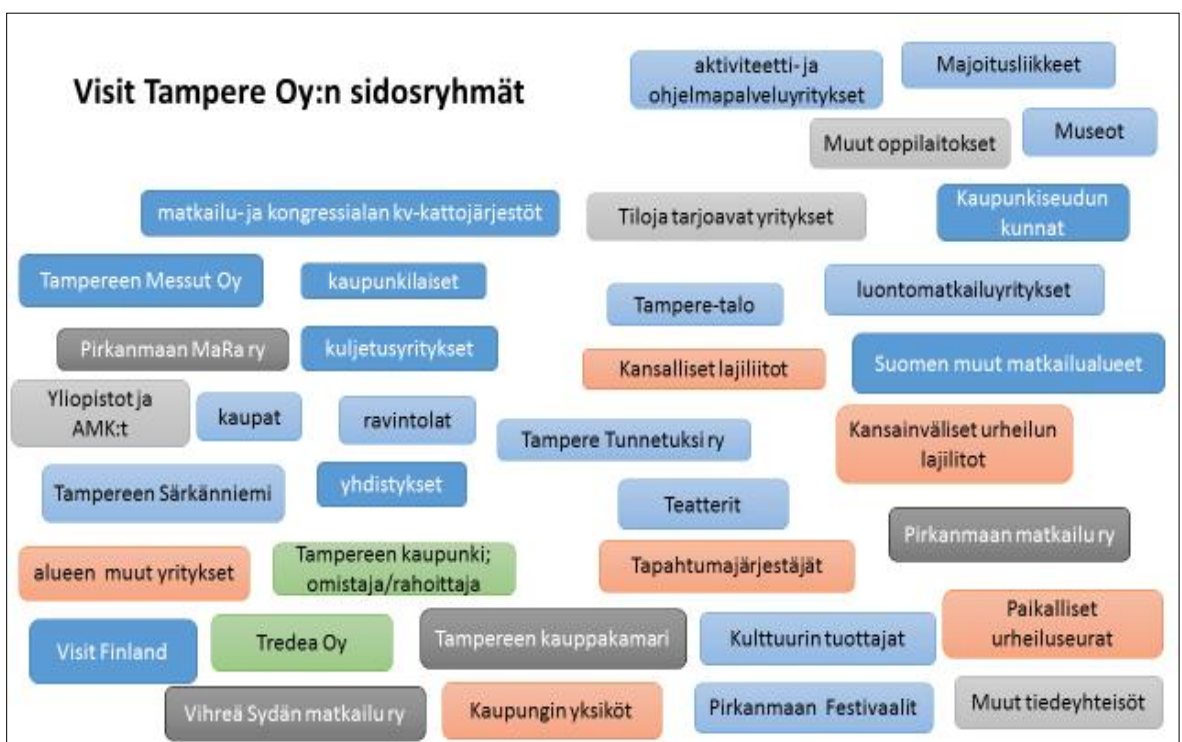 Visit Tampere Oy:n sidosryhmät
aktiviteetti- ja
ohjelmapalveluyritykset
Majoitusliikkeet
Muut oppilaitokset
Museot
matkailu- ja kongressialan kv-kattojärjestöt
Tiloja tarjoavat yritykset
Kaupunkiseudun
kunnat
Tampereen Messut Oy
kaupunkilaiset
Tampere-talo
luontomatkailuyritykset
Pirkanmaan MaRa ry
kuljetusyritykset
Kansalliset lajiliitot
Suomen muut matkailualueet
Yliopistot ja
AMK:t
kaupat
ravintolat
Tampere Tunnetuksi ry
Kansainväliset urheilun
lajilitot
Tampereen Särkänniemi
yhdistykset
Teatterit
Pirkanmaan matkailu ry
alueen muut yritykset
Tampereen kaupunki;
omistaja/rahoittaja
Tapahtumajärjestäjät
Visit Finland
Tredea Oy
Tampereen kauppakamari
Kulttuurin tuottajat
Paikalliset
urheiluseurat
Vihreä Sydän matkailu ry
Kaupungin yksiköt
Pirkanmaan Festivaalit
Muut tiedeyhteisöt